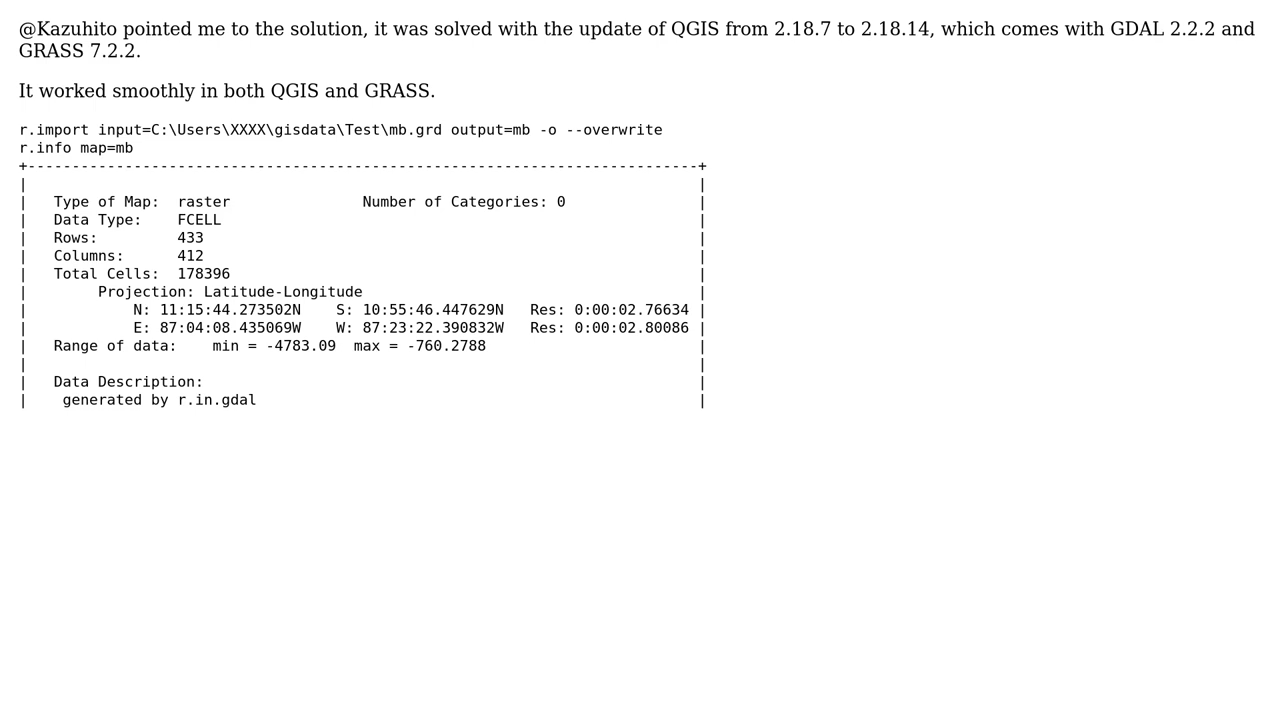 @Kazuhito pointed me to the solution, it was solved with the update of QGIS from 2.18.7 to 2.18.14, which comes with GDAL 2.2.2 and
GRASS 7.2.2.
It worked smoothly in both QGIS and GRASS.
r.import input=C:\Users\XXXX\gisdata\Test\mb.grd output=mb -o --overwrite
r.info map=mb
+----------------------------------------------------------------------------+
|                                                                            |
|   Type of Map:  raster               Number of Categories: 0               |
|   Data Type:    FCELL                                                      |
|   Rows:         433                                                        |
|   Columns:      412                                                        |
|   Total Cells:  178396                                                     |
|        Projection: Latitude-Longitude                                      |
|            N: 11:15:44.273502N    S: 10:55:46.447629N   Res: 0:00:02.76634 |
|            E: 87:04:08.435069W    W: 87:23:22.390832W   Res: 0:00:02.80086 |
|   Range of data:    min = -4783.09  max = -760.2788                        |
|                                                                            |
|   Data Description:                                                        |
|    generated by r.in.gdal                                                  |